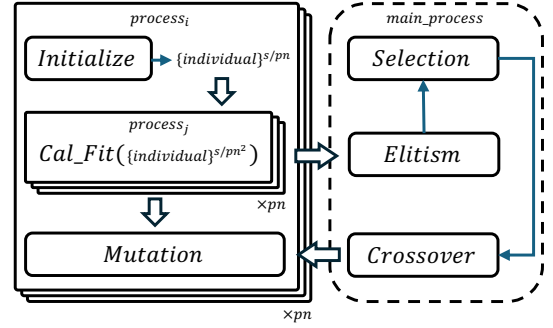 process_i
Initialize
{individual}^{s/pn}
process_j
Cal_Fit({individual}^{s/pn^2})
×pn
Mutation
×pn
main_process
Selection
Elitism
Crossover